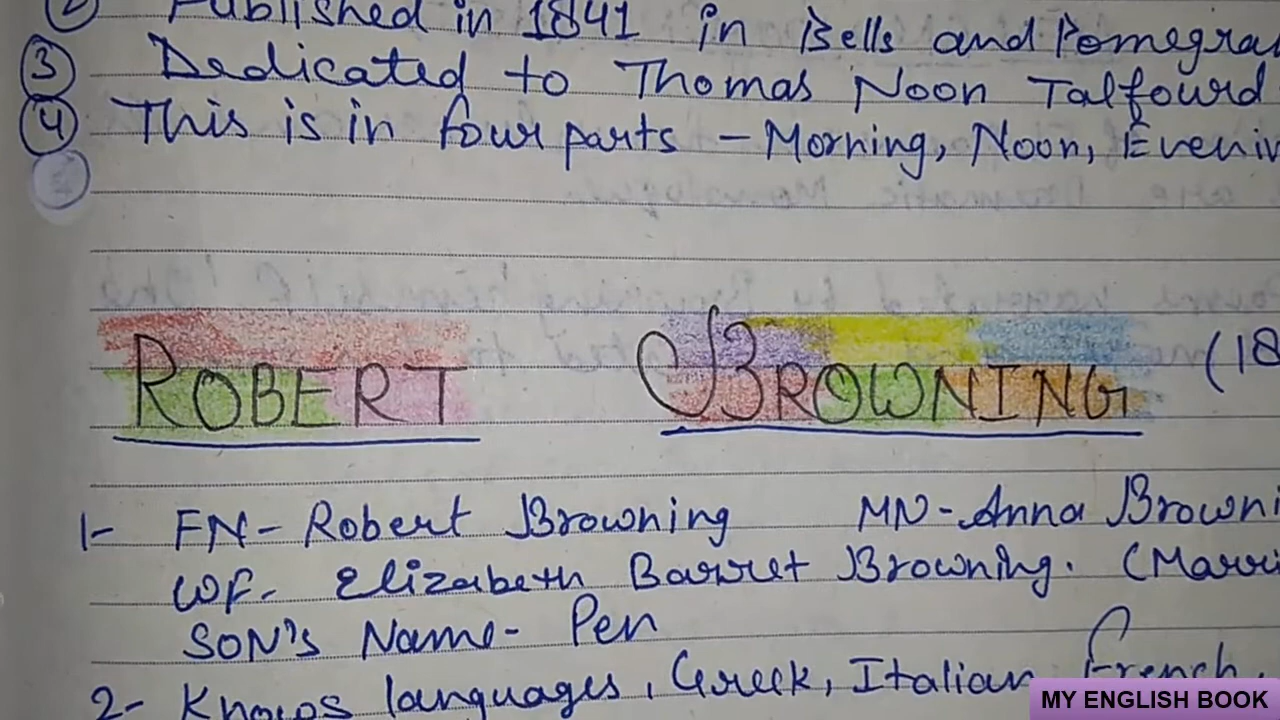 ② Published in 1841 in Bells and Pomegra
③ Dedicated to Thomas Noon Talfourd
④ This is in four parts - Morning, Noon, Evenin
ROBERT BROWNING (18
1- FN- Robert Browning MN- Anna Browni
WF- Elizabeth Barret Browning. (Marri
SON'S Name- Pen
2- Knows languages, Greek, Italian, French,
MY ENGLISH BOOK